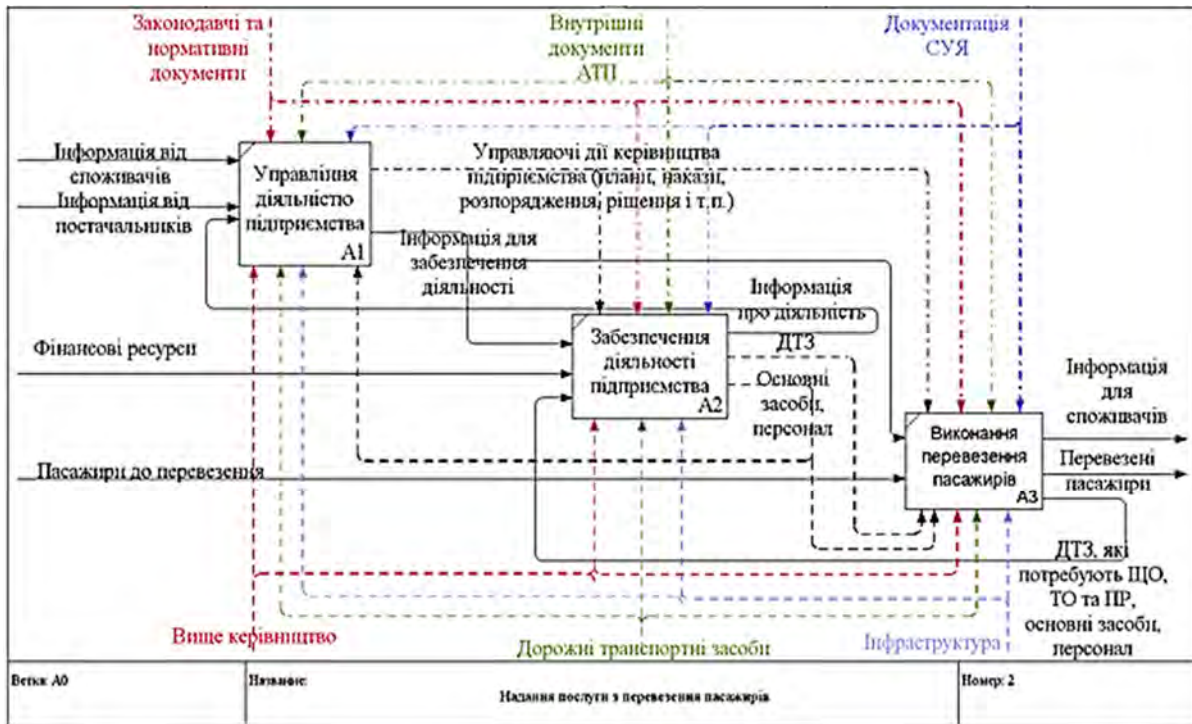 Законодавчі та
нормативні
документи
Внутрішні
документи
АТП
Документація
СУЯ
Інформація від
споживачів
Інформація від
постачальників
Управління
діяльністю
підприємства
А1
Управляючі дії керівництва
підприємства (плани, накази,
розпорядження, рішення і т.п.)
Інформація для
забезпечення
діяльності
Інформація
про діяльність
ДТЗ
Фінансові ресурси
Забезпечення
діяльності
підприємства
А2
Основні
засоби,
персонал
Інформація
для
споживачів
Пасажири до перевезення
Виконання
перевезення
пасажирів
А3
Перевезені
пасажири
ДТЗ, які
потребують ЩО,
ТО та ПР,
основні засоби,
персонал
Вище керівництво
Дорожні транспортні засоби
Інфраструктура
Ветка: А0
Название:
Надання послуги з перевезення пасажирів
Номер: 2